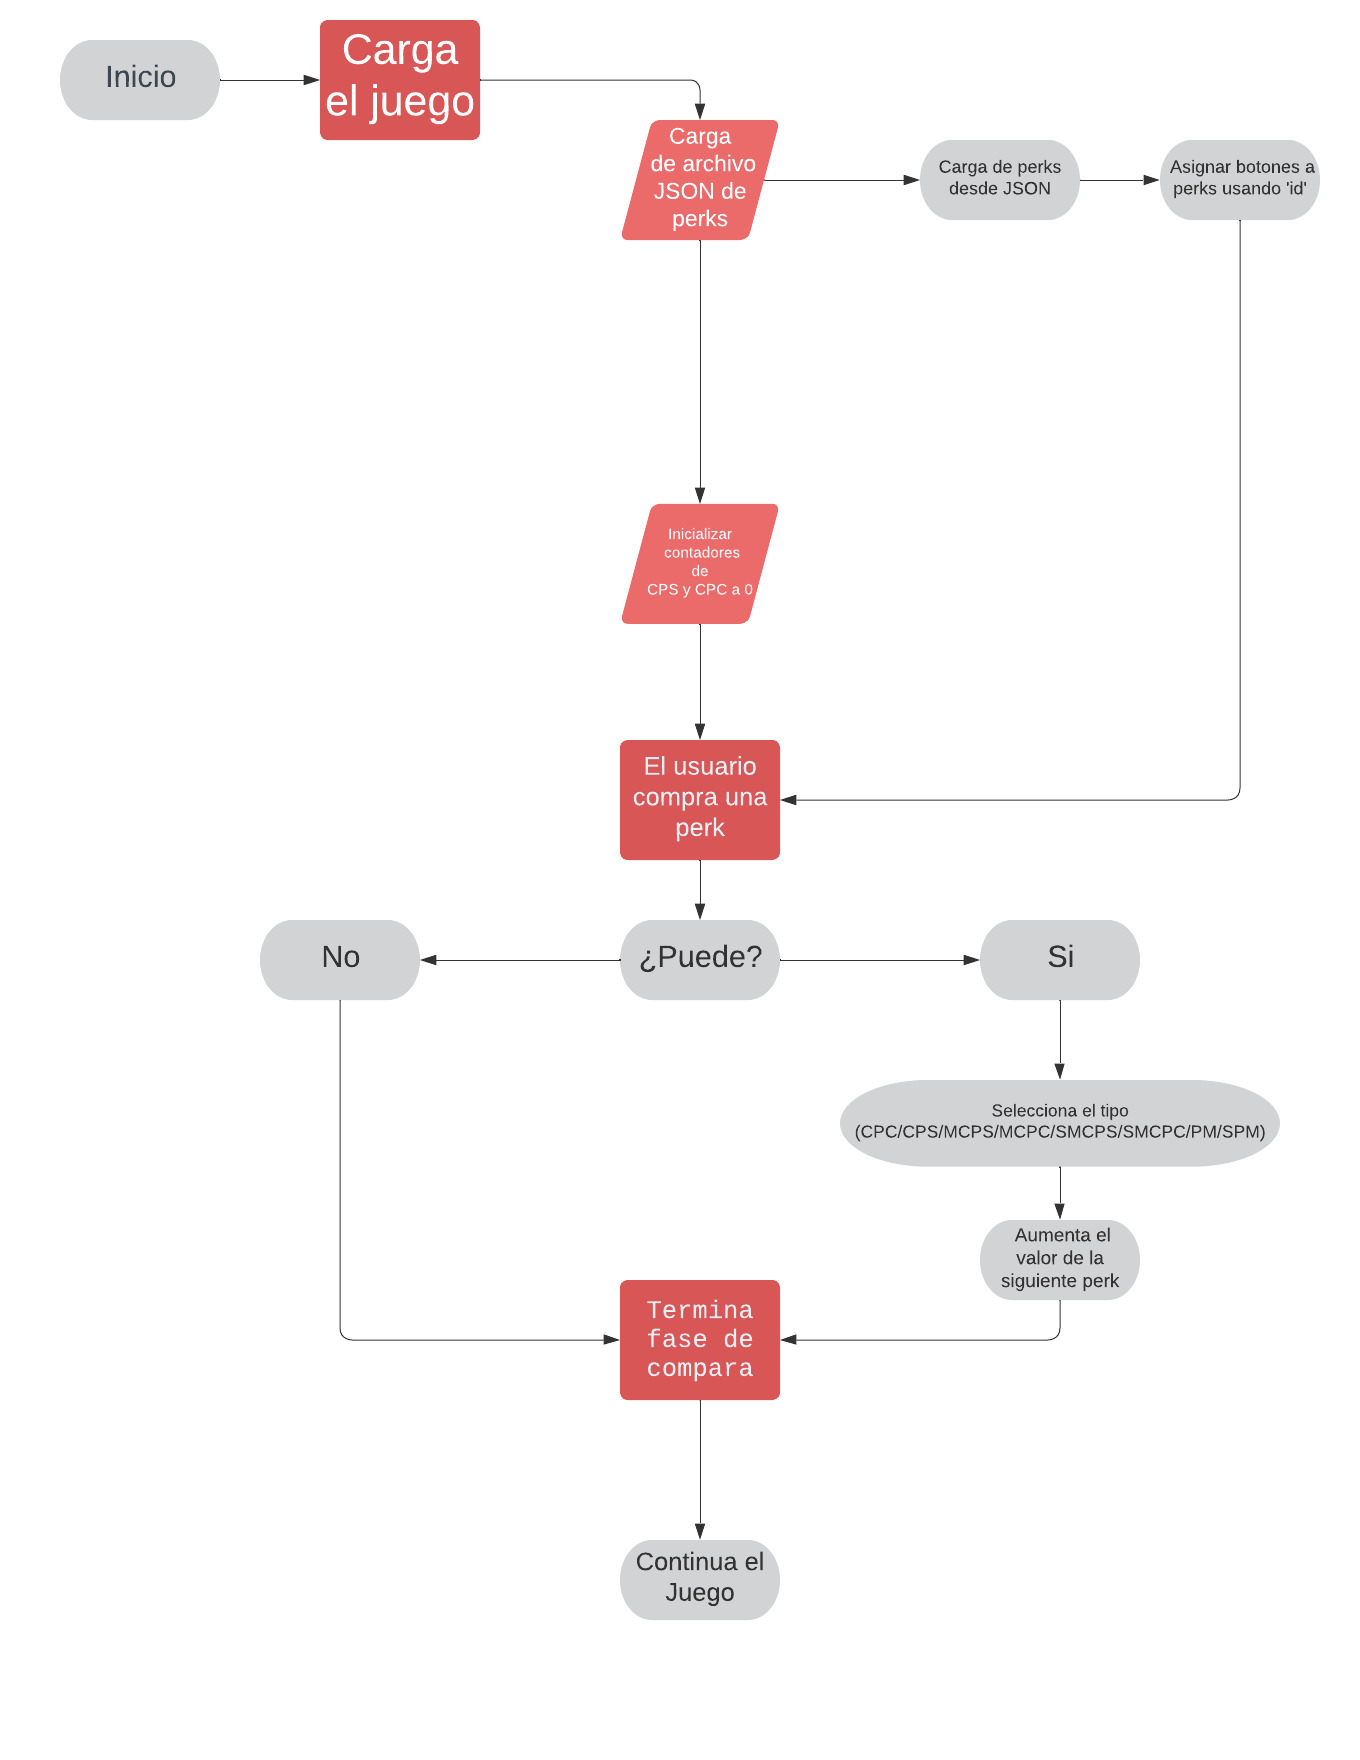 Inicio
Carga
el juego
Carga
de archivo
JSON de
perks
Carga de perks
desde JSON
Asignar botones a
perks usando 'id'
Inicializar
contadores
de
CPS y CPC a 0
El usuario
compra una
perk
No
¿Puede?
Si
Selecciona el tipo
(CPC/CPS/MCPS/MCPC/SMCPS/SMCPC/PM/SPM)
Aumenta el
valor de la
siguiente perk
Termina
fase de
compara
Continua el
Juego